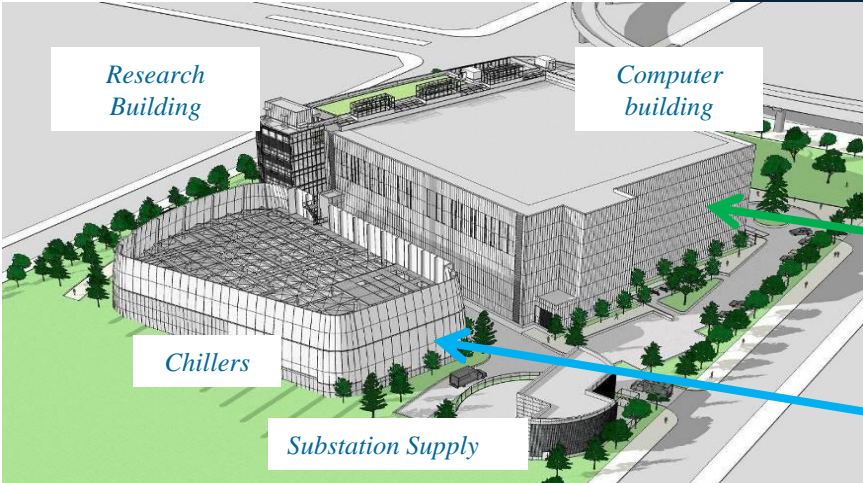 Research
Building
Computer
building
Chillers
Substation Supply